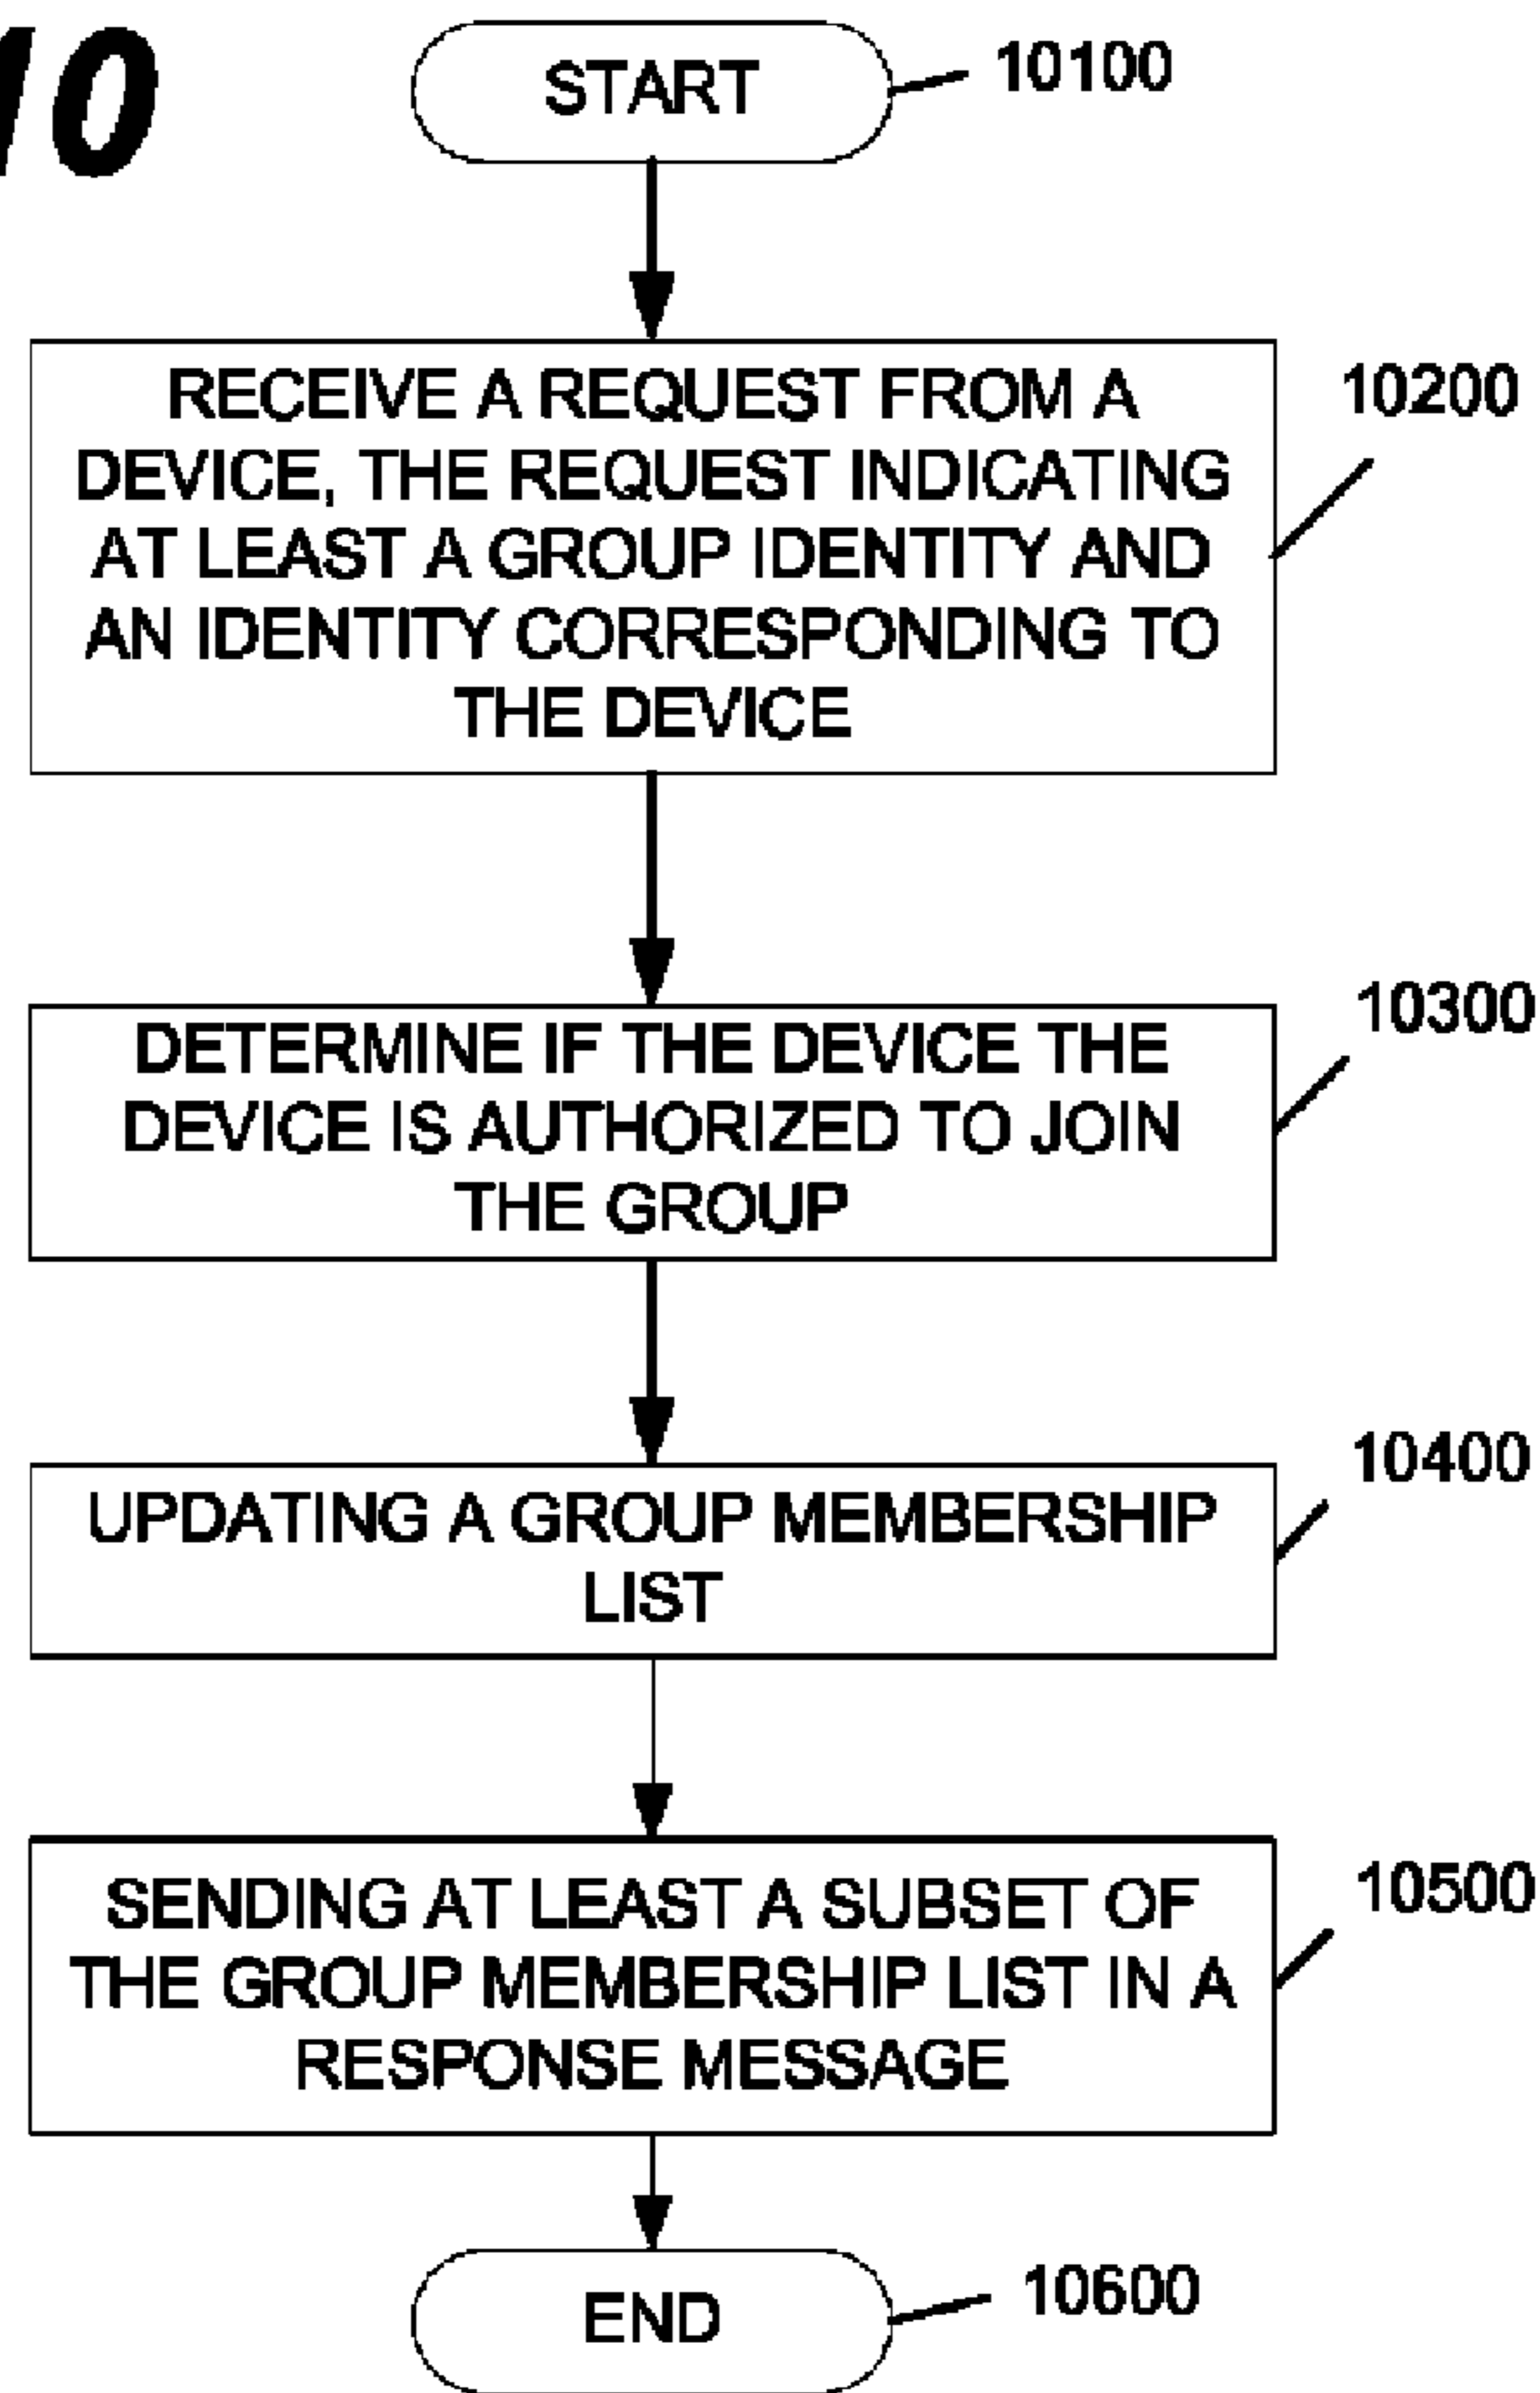 10
START
10100
RECEIVE A REQUEST FROM A
DEVICE, THE REQUEST INDICATING
AT LEAST A GROUP IDENTITY AND
AN IDENTITY CORRESPONDING TO
THE DEVICE
10200
DETERMINE IF THE DEVICE THE
DEVICE IS AUTHORIZED TO JOIN
THE GROUP
10300
UPDATING A GROUP MEMBERSHIP
LIST
10400
SENDING AT LEAST A SUBSET OF
THE GROUP MEMBERSHIP LIST IN A
RESPONSE MESSAGE
10500
END
10600